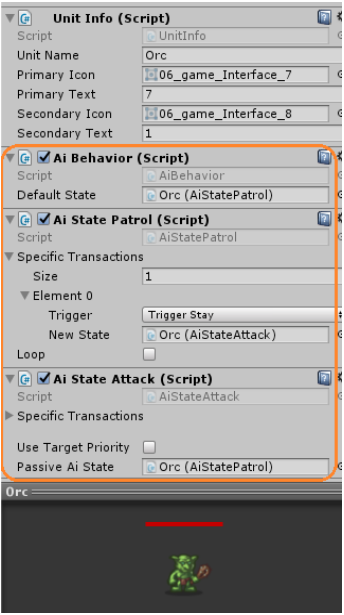 Unit Info (Script)
Script UnitInfo
Unit Name Orc
Primary Icon 06_game_Interface_7
Primary Text 7
Secondary Icon 06_game_Interface_8
Secondary Text 1
Ai Behavior (Script)
Script AiBehavior
Default State Orc (AiStatePatrol)
Ai State Patrol (Script)
Script AiStatePatrol
Specific Transactions
Size 1
Element 0
Trigger Trigger Stay
New State Orc (AiStateAttack)
Loop
Ai State Attack (Script)
Script AiStateAttack
Specific Transactions
Use Target Priority
Passive Ai State Orc (AiStatePatrol)
Orc